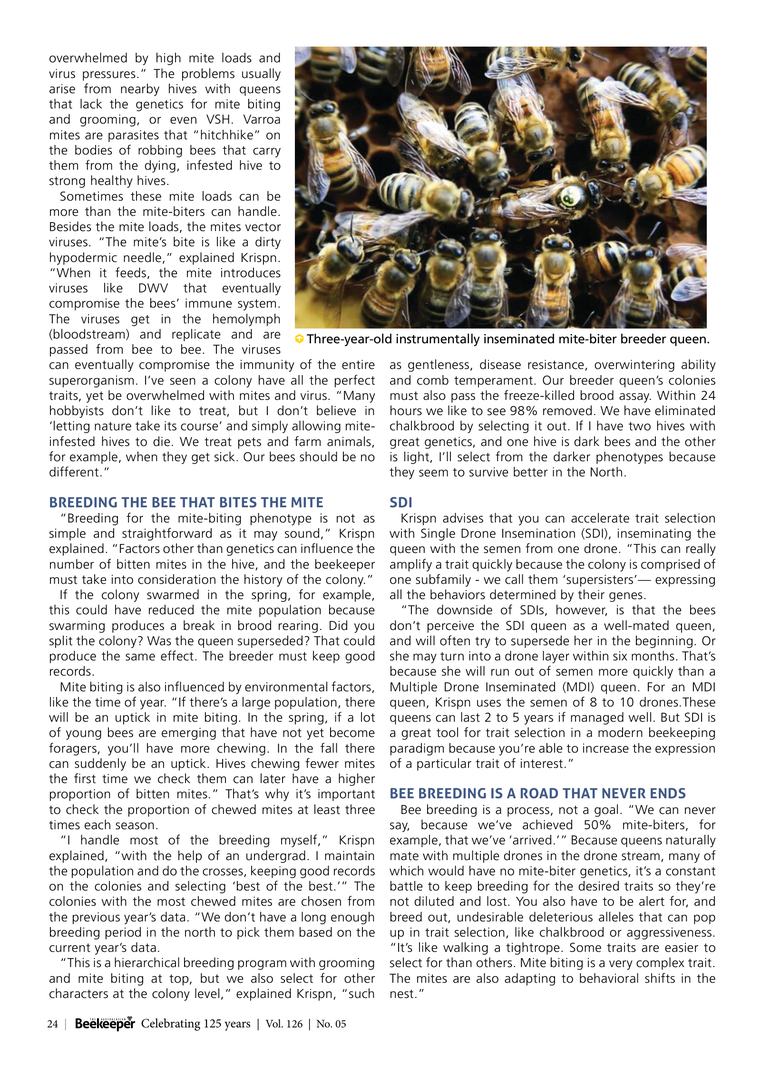 overwhelmed by high mite loads and
virus pressures.” The problems usually
arise from nearby hives with queens
that lack the genetics for mite biting
and grooming, or even VSH. Varroa
mites are parasites that “hitchhike” on
the bodies of robbing bees that carry
them from the dying, infested hive to
strong healthy hives.
Sometimes these mite loads can be
more than the mite-biters can handle.
Besides the mite loads, the mites vector
viruses. “The mite’s bite is like a dirty
hypodermic needle,” explained Krispn.
“When it feeds, the mite introduces
viruses like DWV that eventually
compromise the bees’ immune system.
The viruses get in the hemolymph
(bloodstream) and replicate and are
passed from bee to bee. The viruses
can eventually compromise the immunity of the entire
superorganism. I’ve seen a colony have all the perfect
traits, yet be overwhelmed with mites and virus. “Many
hobbyists don’t like to treat, but I don’t believe in
‘letting nature take its course’ and simply allowing mite-
infested hives to die. We treat pets and farm animals,
for example, when they get sick. Our bees should be no
different.”
BREEDING THE BEE THAT BITES THE MITE
“Breeding for the mite-biting phenotype is not as
simple and straightforward as it may sound,” Krispn
explained. “Factors other than genetics can influence the
number of bitten mites in the hive, and the beekeeper
must take into consideration the history of the colony.”
If the colony swarmed in the spring, for example,
this could have reduced the mite population because
swarming produces a break in brood rearing. Did you
split the colony? Was the queen superseded? That could
produce the same effect. The breeder must keep good
records.
Mite biting is also influenced by environmental factors,
like the time of year. “If there’s a large population, there
will be an uptick in mite biting. In the spring, if a lot
of young bees are emerging that have not yet become
foragers, you’ll have more chewing. In the fall there
can suddenly be an uptick. Hives chewing fewer mites
the first time we check them can later have a higher
proportion of bitten mites.” That’s why it’s important
to check the proportion of chewed mites at least three
times each season.
“I handle most of the breeding myself,” Krispn
explained, “with the help of an undergrad. I maintain
the population and do the crosses, keeping good records
on the colonies and selecting ‘best of the best.’” The
colonies with the most chewed mites are chosen from
the previous year’s data. “We don’t have a long enough
breeding period in the north to pick them based on the
current year’s data.
“This is a hierarchical breeding program with grooming
and mite biting at top, but we also select for other
characters at the colony level,” explained Krispn, “such
Three-year-old instrumentally inseminated mite-biter breeder queen.
as gentleness, disease resistance, overwintering ability
and comb temperament. Our breeder queen’s colonies
must also pass the freeze-killed brood assay. Within 24
hours we like to see 98% removed. We have eliminated
chalkbrood by selecting it out. If I have two hives with
great genetics, and one hive is dark bees and the other
is light, I’ll select from the darker phenotypes because
they seem to survive better in the North.
SDI
Krispn advises that you can accelerate trait selection
with Single Drone Insemination (SDI), inseminating the
queen with the semen from one drone. “This can really
amplify a trait quickly because the colony is comprised of
one subfamily - we call them ‘supersisters’— expressing
all the behaviors determined by their genes.
“The downside of SDIs, however, is that the bees
don’t perceive the SDI queen as a well-mated queen,
and will often try to supersede her in the beginning. Or
she may turn into a drone layer within six months. That’s
because she will run out of semen more quickly than a
Multiple Drone Inseminated (MDI) queen. For an MDI
queen, Krispn uses the semen of 8 to 10 drones.These
queens can last 2 to 5 years if managed well. But SDI is
a great tool for trait selection in a modern beekeeping
paradigm because you’re able to increase the expression
of a particular trait of interest.”
BEE BREEDING IS A ROAD THAT NEVER ENDS
Bee breeding is a process, not a goal. “We can never
say, because we’ve achieved 50% mite-biters, for
example, that we’ve ‘arrived.’” Because queens naturally
mate with multiple drones in the drone stream, many of
which would have no mite-biter genetics, it’s a constant
battle to keep breeding for the desired traits so they’re
not diluted and lost. You also have to be alert for, and
breed out, undesirable deleterious alleles that can pop
up in trait selection, like chalkbrood or aggressiveness.
“It’s like walking a tightrope. Some traits are easier to
select for than others. Mite biting is a very complex trait.
The mites are also adapting to behavioral shifts in the
nest.”
24 | Beekeeper Celebrating 125 years | Vol. 126 | No. 05